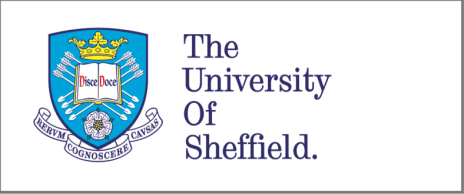 Disce Doce
RERVM COGNOSCERE CAVSAS
The
University
Of
Sheffield.